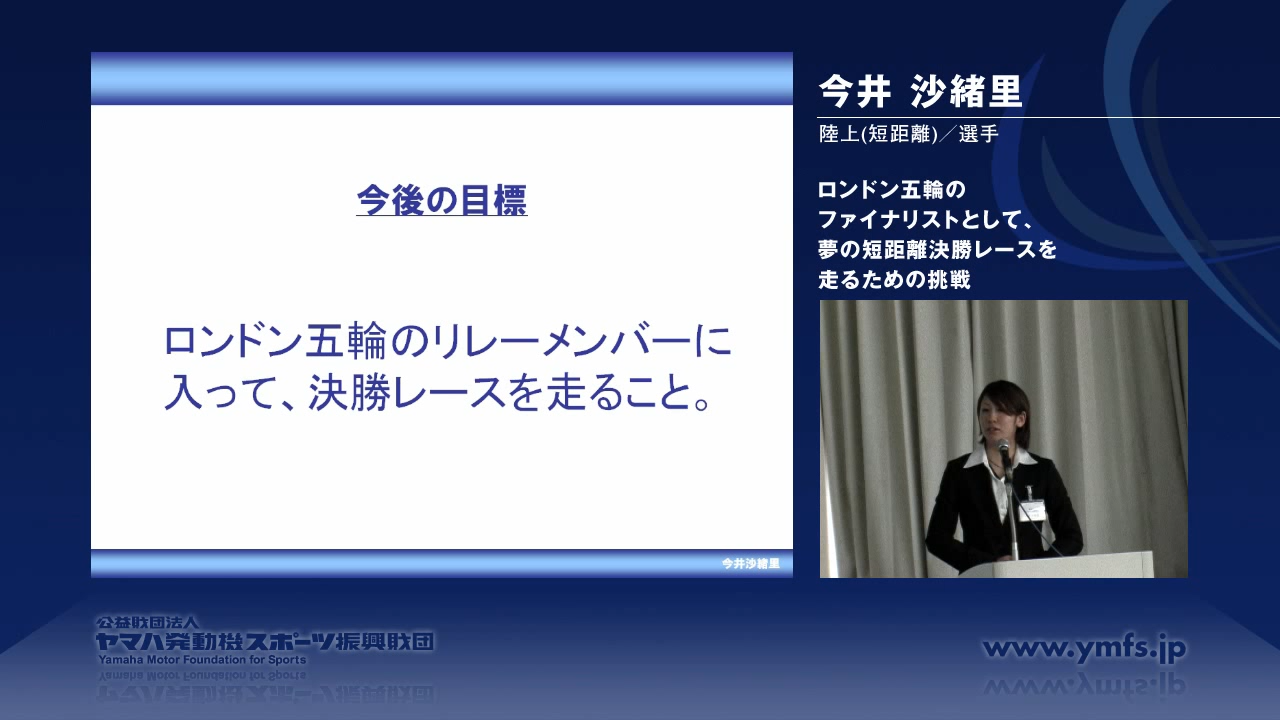 今後の目標
ロンドン五輪のリレーメンバーに
入って、決勝レースを走ること。
今井沙緒里
今井 沙緒里
陸上(短距離)／選手
ロンドン五輪の
ファイナリストとして、
夢の短距離決勝レースを
走るための挑戦
公益財団法人
ヤマハ発動機スポーツ振興財団
Yamaha Motor Foundation for Sports
www.ymfs.jp